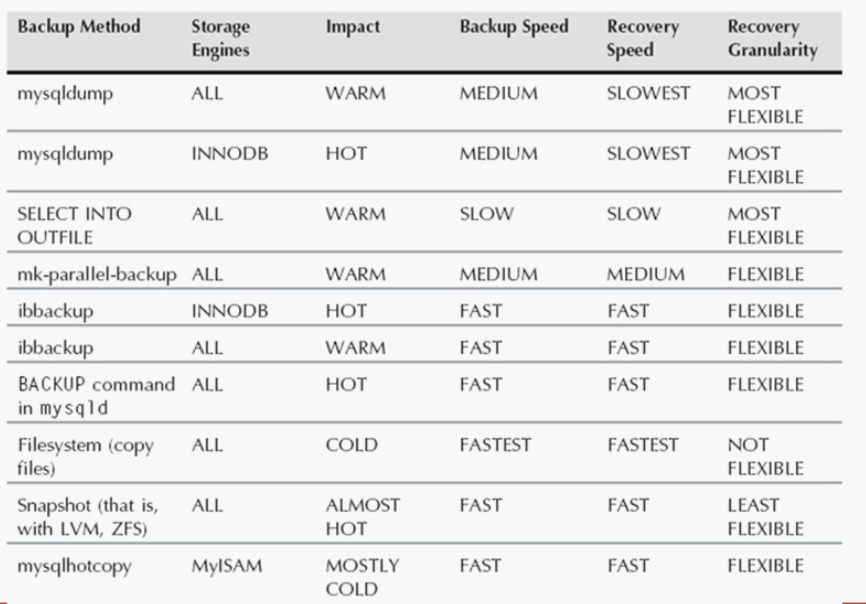 Backup Method Storage Engines Impact Backup Speed Recovery Speed Recovery Granularity
mysqldump ALL WARM MEDIUM SLOWEST MOST FLEXIBLE
mysqldump INNODB HOT MEDIUM SLOWEST MOST FLEXIBLE
SELECT INTO OUTFILE ALL WARM SLOW SLOW MOST FLEXIBLE
mk-parallel-backup ALL WARM MEDIUM MEDIUM FLEXIBLE
ibbackup INNODB HOT FAST FAST FLEXIBLE
ibbackup ALL WARM FAST FAST FLEXIBLE
BACKUP command in mysqld ALL HOT FAST FAST FLEXIBLE
Filesystem (copy files) ALL COLD FASTEST FASTEST NOT FLEXIBLE
Snapshot (that is, with LVM, ZFS) ALL ALMOST HOT FAST FAST LEAST FLEXIBLE
mysqlhotcopy MyISAM MOSTLY COLD FAST FAST FLEXIBLE